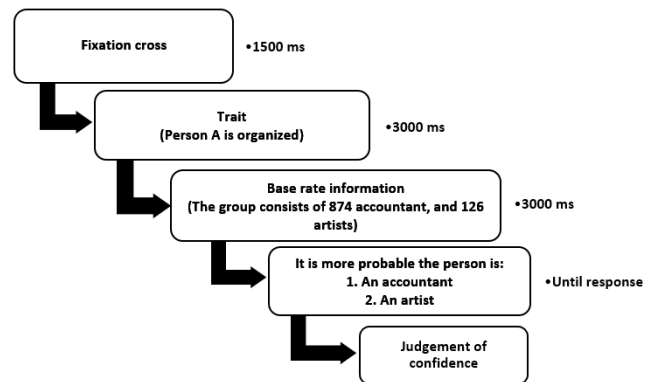 Fixation cross
•1500 ms
Trait
(Person A is organized)
•3000 ms
Base rate information
(The group consists of 874 accountant, and 126
artists)
•3000 ms
It is more probable the person is:
1. An accountant
2. An artist
•Until response
Judgement of
confidence